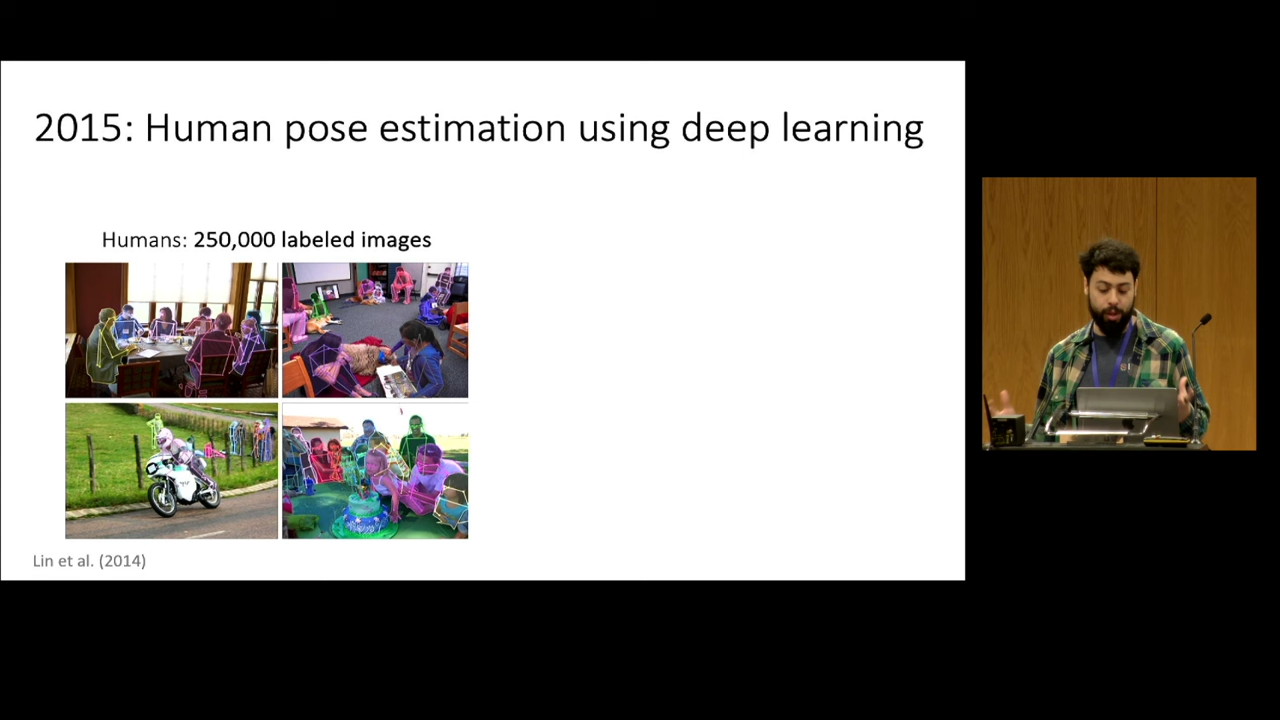 2015: Human pose estimation using deep learning
Humans: 250,000 labeled images
Lin et al. (2014)